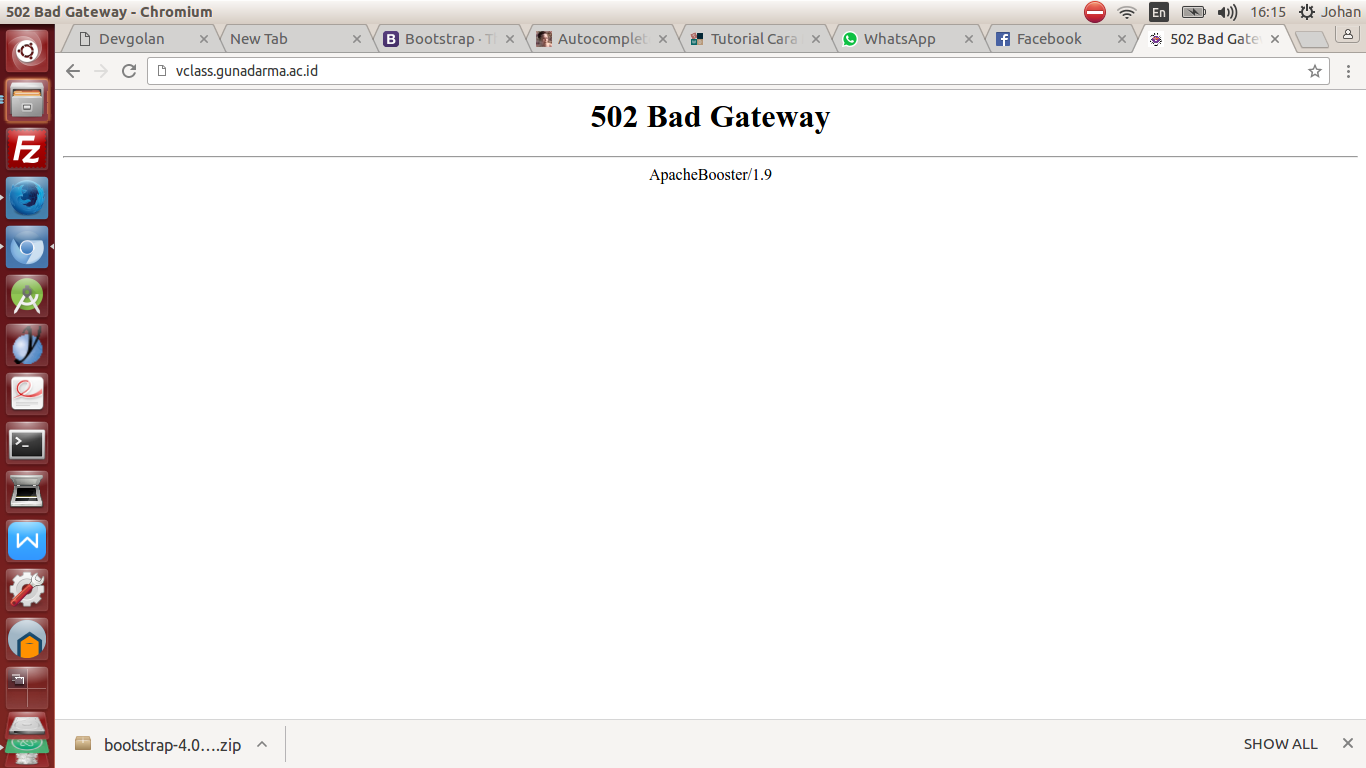 502 Bad Gateway - Chromium
En
16:15
Johan
Devgolan
New Tab
B Bootstrap · T
Autocomplet
Tutorial Cara
WhatsApp
Facebook
502 Bad Gate
vclass.gunadarma.ac.id
502 Bad Gateway
ApacheBooster/1.9
Fz
>_
W
bootstrap-4.0....zip
SHOW ALL